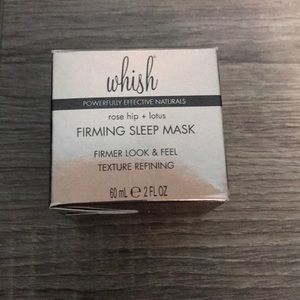 whish
POWERFULLY EFFECTIVE NATURALS
rose hip + lotus
FIRMING SLEEP MASK
FIRMER LOOK & FEEL
TEXTURE REFINING
60 mL ℮ 2 FL OZ